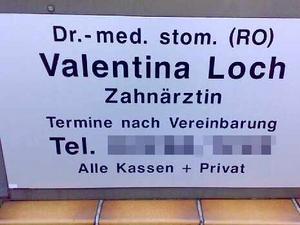 Dr.-med. stom. (RO)
Valentina Loch
Zahnärztin
Termine nach Vereinbarung
Tel.
Alle Kassen + Privat